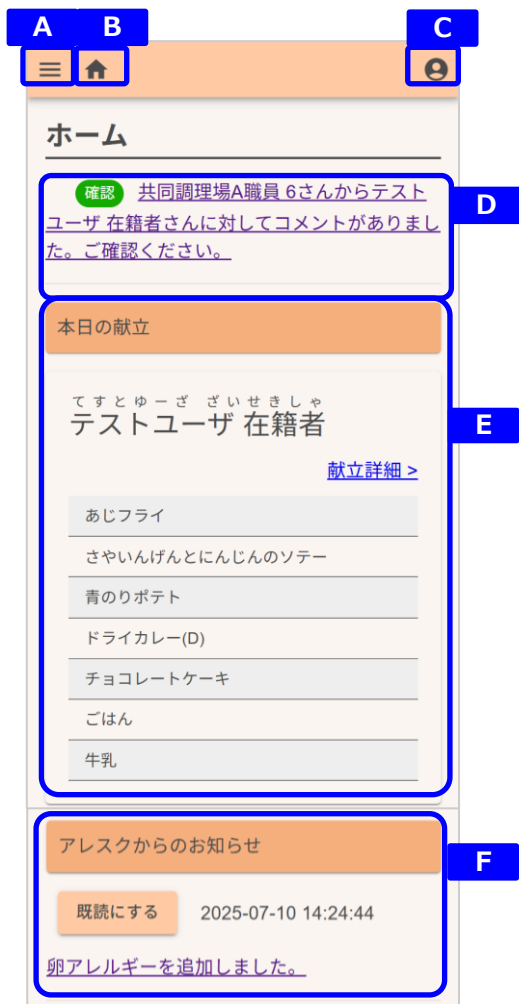 A B C
ホーム
確認 共同調理場A職員 6さんからテスト
ユーザ 在籍者さんに対してコメントがありまし
た。ご確認ください。
D
本日の献立
てすとゆーざ ざいせきしゃ
テストユーザ 在籍者
E
献立詳細 >
あじフライ
さやいんげんとにんじんのソテー
青のりポテト
ドライカレー(D)
チョコレートケーキ
ごはん
牛乳
アレスクからのお知らせ
F
既読にする 2025-07-10 14:24:44
卵アレルギーを追加しました。